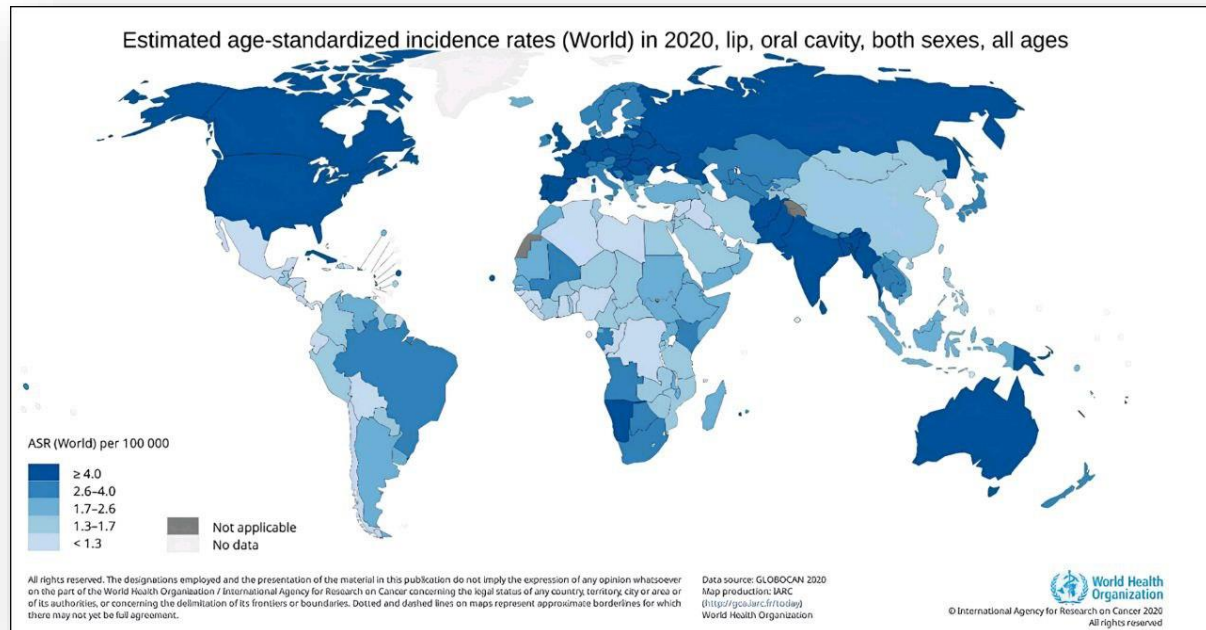 Estimated age-standardized incidence rates (World) in 2020, lip, oral cavity, both sexes, all ages
ASR (World) per 100 000
≥ 4.0
2.6–4.0
1.7–2.6
1.3–1.7
< 1.3
Not applicable
No data
All rights reserved. The designations employed and the presentation of the material in this publication do not imply the expression of any opinion whatsoever
on the part of the World Health Organization / International Agency for Research on Cancer concerning the legal status of any country, territory, city or area or
of its authorities, or concerning the delimitation of its frontiers or boundaries. Dotted and dashed lines on maps represent approximate borderlines for which
there may not yet be full agreement.
Data source: GLOBOCAN 2020
Map production: IARC
(http://gco.iarc.fr/today)
World Health Organization
World Health
Organization
© International Agency for Research on Cancer 2020
All rights reserved